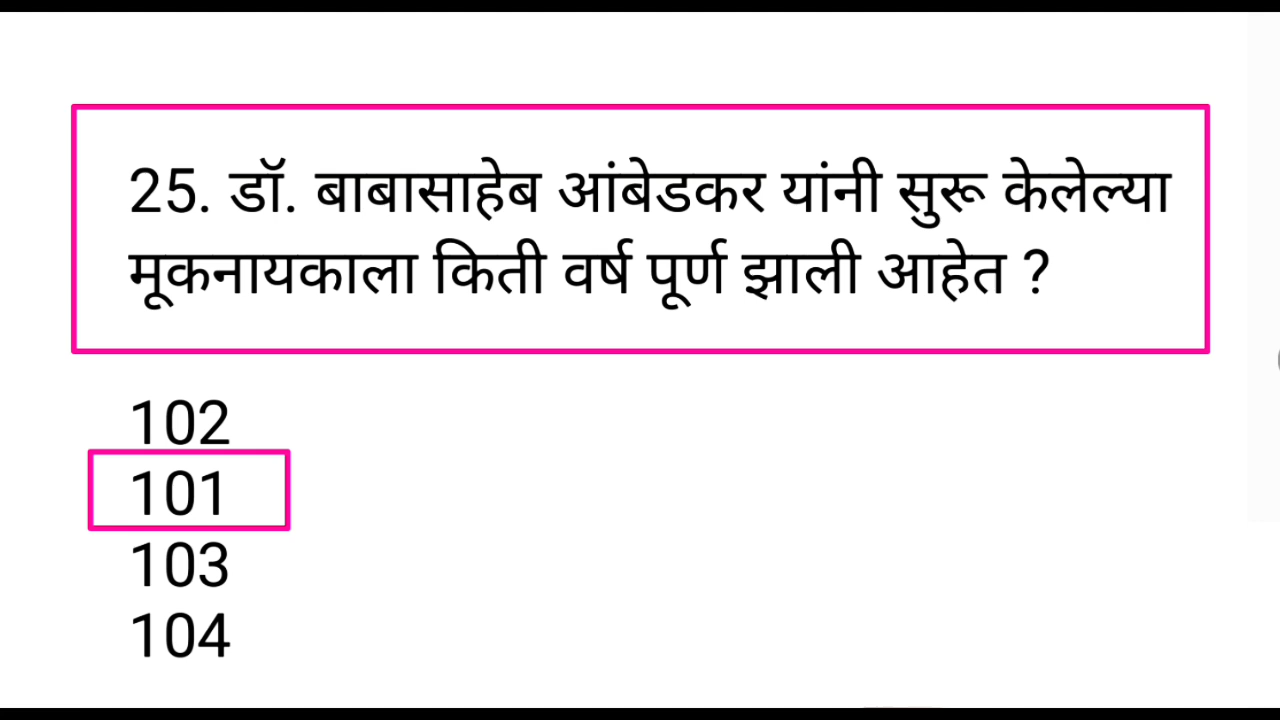 25. डॉ. बाबासाहेब आंबेडकर यांनी सुरू केलेल्या
मूकनायकाला किती वर्ष पूर्ण झाली आहेत ?
102
101
103
104